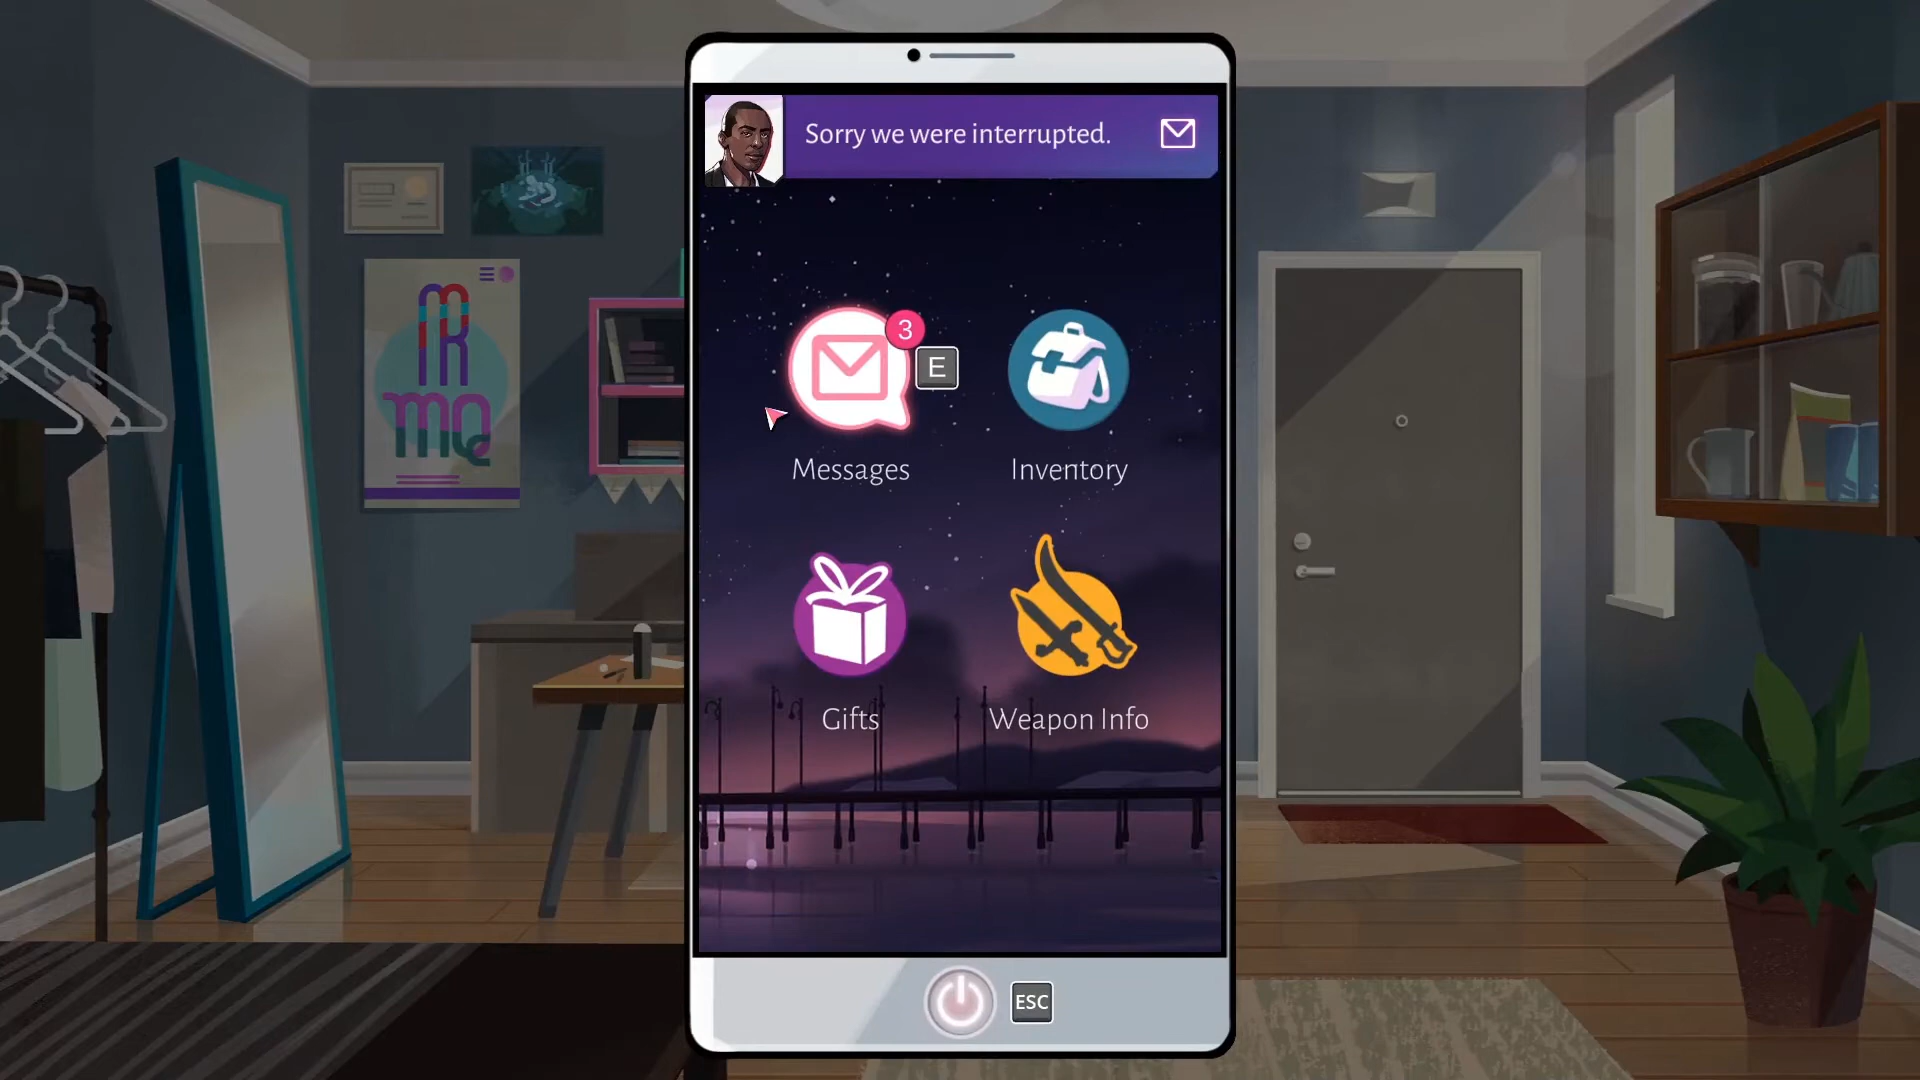 Sorry we were interrupted.
3
E
Messages
Inventory
Gifts
Weapon Info
ESC